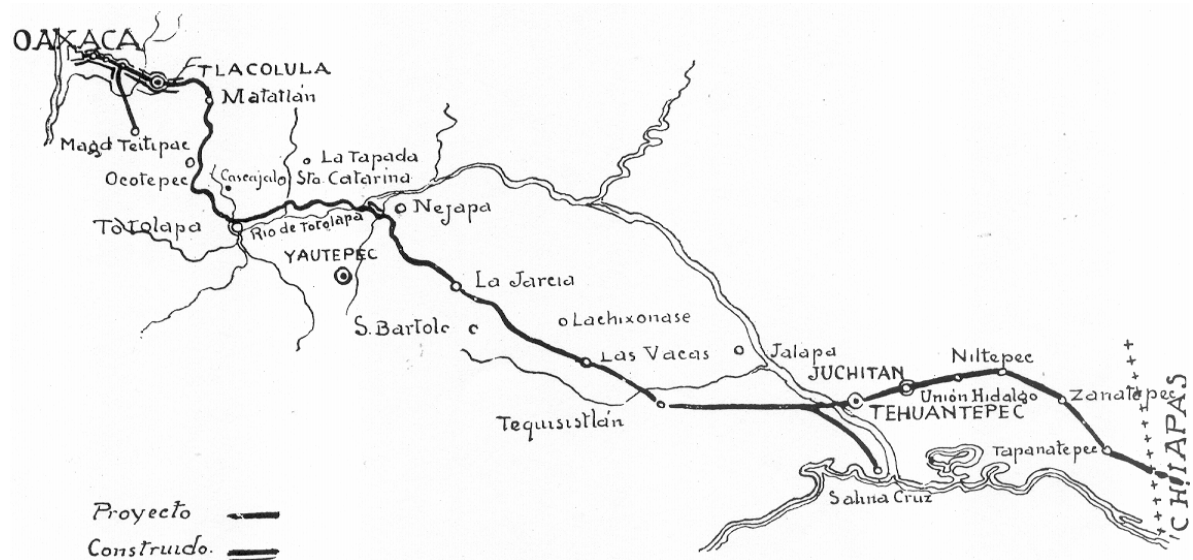 OAXACA
TLACOLULA
Matatlán
Magd Teitipac
La Tapada
Ocotepec
Cascajal
Sta. Catarina
Totolapa
Rio de Totolapa
Nejapa
YAUTEPEC
La Jarcia
S. Bartolo
Lachixonase
Las Vacas
Jalapa
Niltepec
JUCHITAN
Unión Hidalgo
Zanatepec
TEHUANTEPEC
Tequisistlán
Tapanatepec
Salina Cruz
CHIAPAS
Proyecto
Construido.